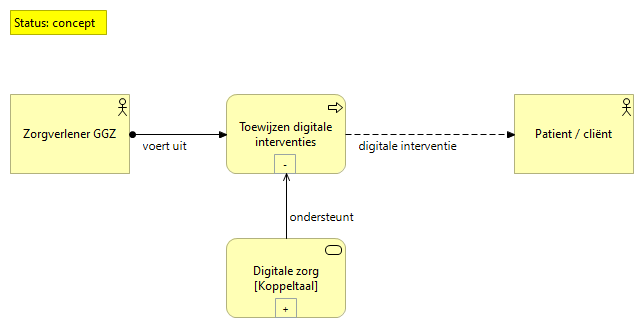 Status: concept
Zorgverlener GGZ
voert uit
Toewijzen digitale
interventies
-
digitale interventie
Patient / cliënt
ondersteunt
Digitale zorg
[Koppeltaal]
+